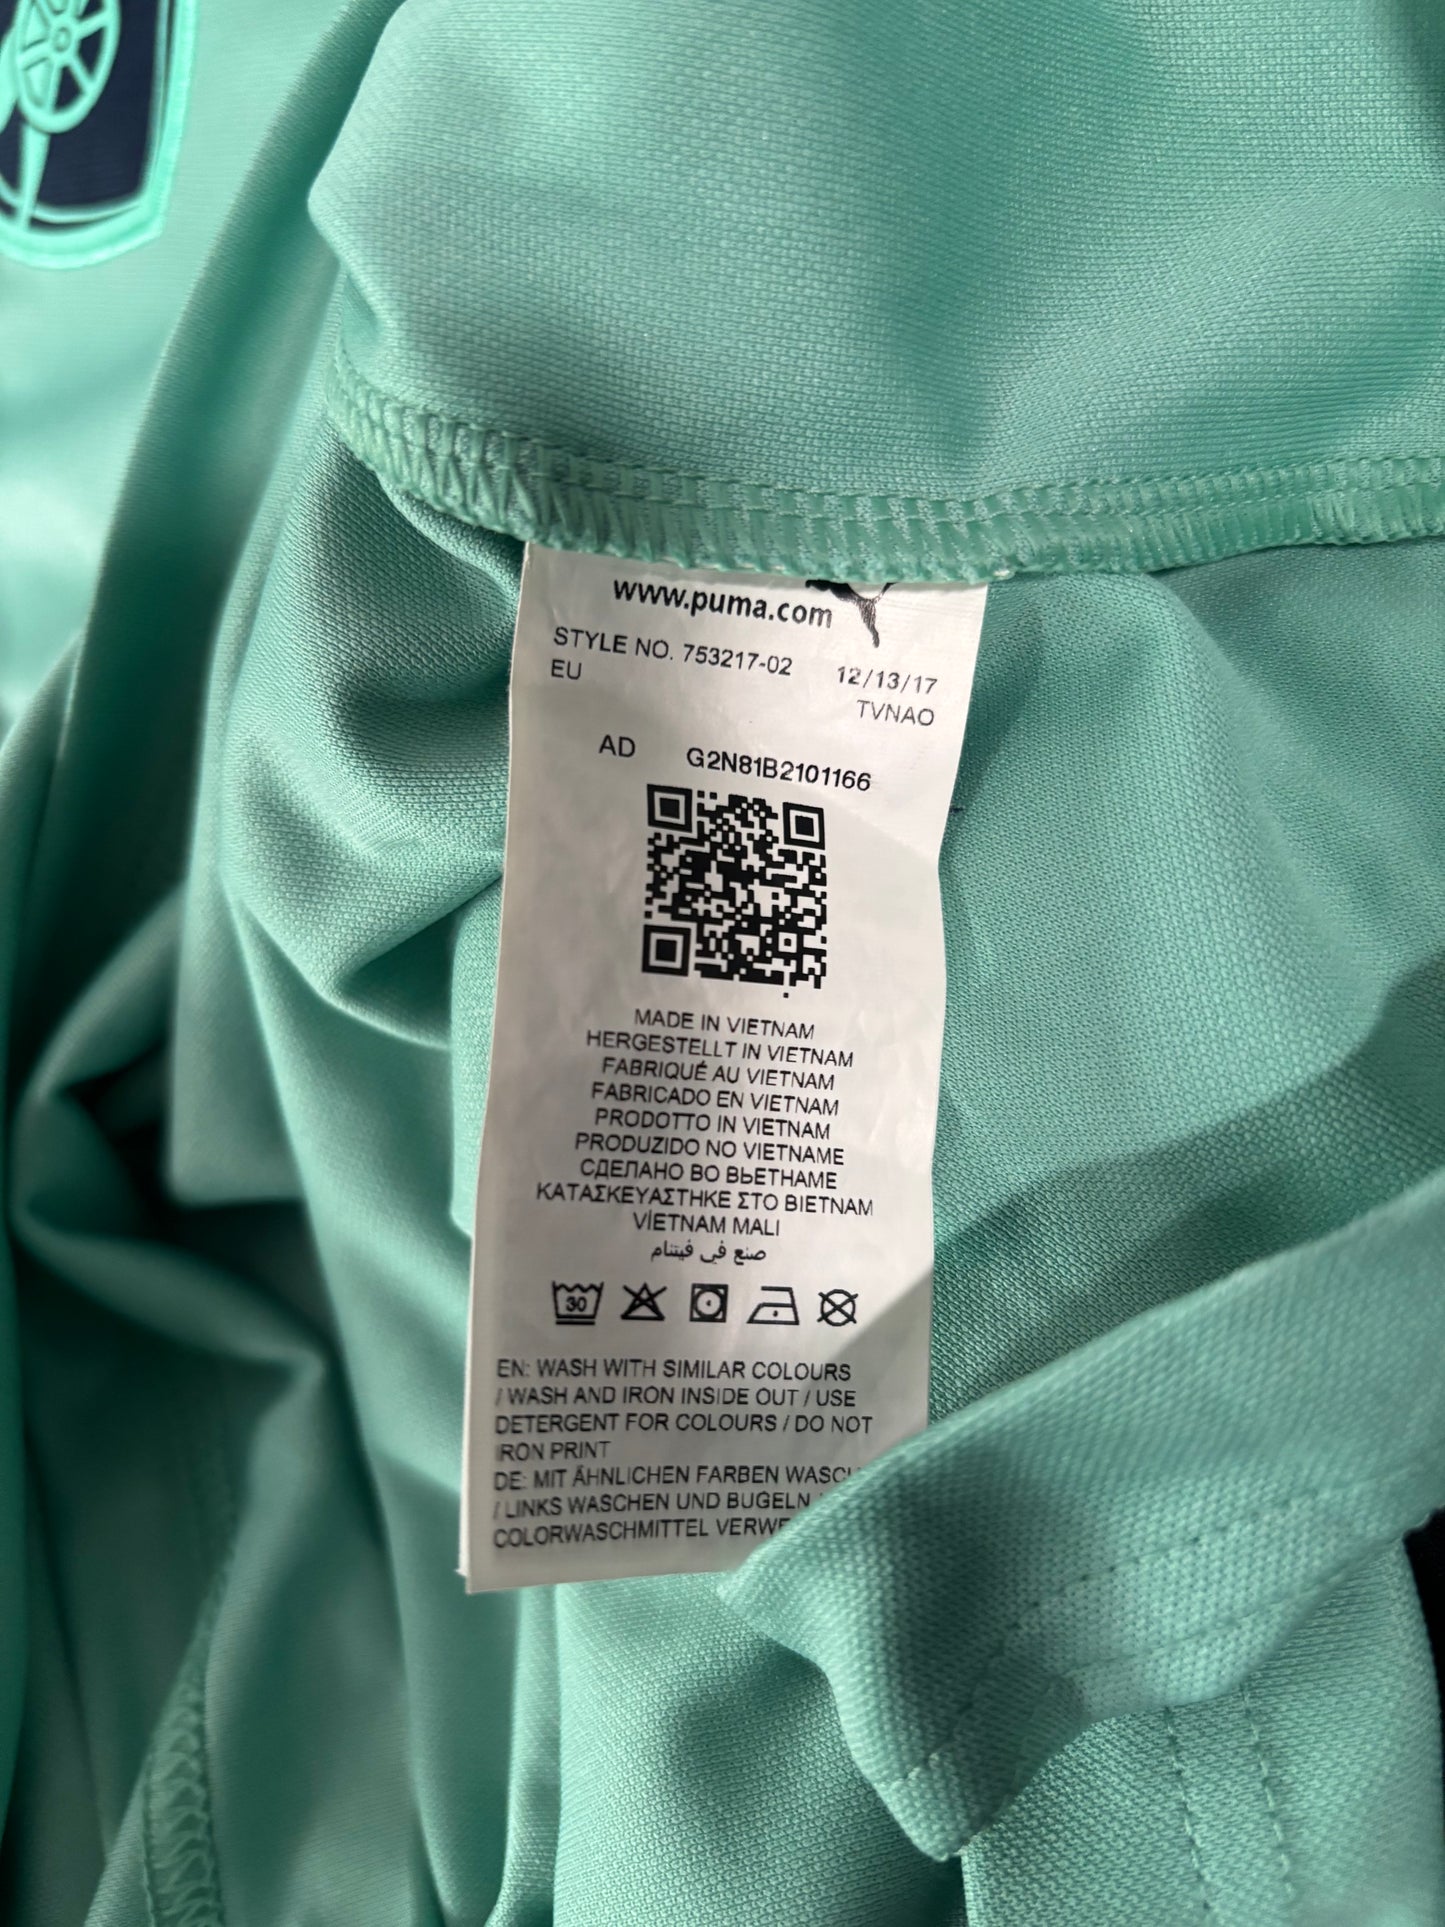 www.puma.com
STYLE NO. 753217-02 12/13/17
EU TVNAO
AD G2N81B2101166
MADE IN VIETNAM
HERGESTELLT IN VIETNAM
FABRIQUÉ AU VIETNAM
FABRICADO EN VIETNAM
PRODOTTO IN VIETNAM
PRODUZIDO NO VIETNAME
СДЕЛАНО ВО ВЬЕТНАМЕ
ΚΑΤΑΣΚΕΥΑΣΤΗΚΕ ΣΤΟ ΒΙΕΤΝΑΜ
VİETNAM MALI
صنع في فيتنام
30
EN: WASH WITH SIMILAR COLOURS
/ WASH AND IRON INSIDE OUT / USE
DETERGENT FOR COLOURS / DO NOT
IRON PRINT
DE: MIT ÄHNLICHEN FARBEN
/ LINKS WASCHEN UND BUGELN
COLORWASCHMITTEL